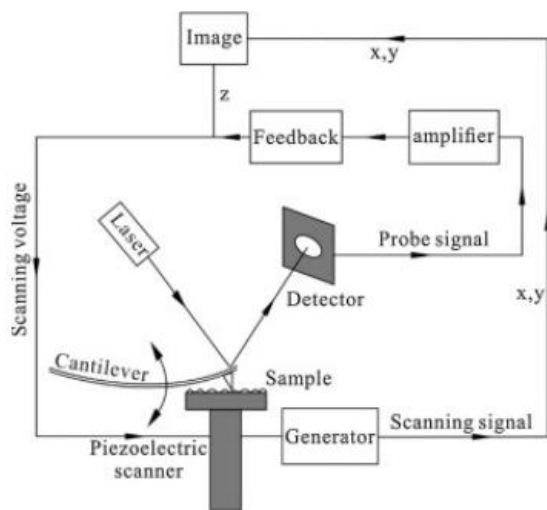 Image
x,y
z
Feedback
amplifier
Scanning voltage
Laser
Probe signal
Detector
x,y
Cantilever
Sample
Piezoelectric
scanner
Generator
Scanning signal